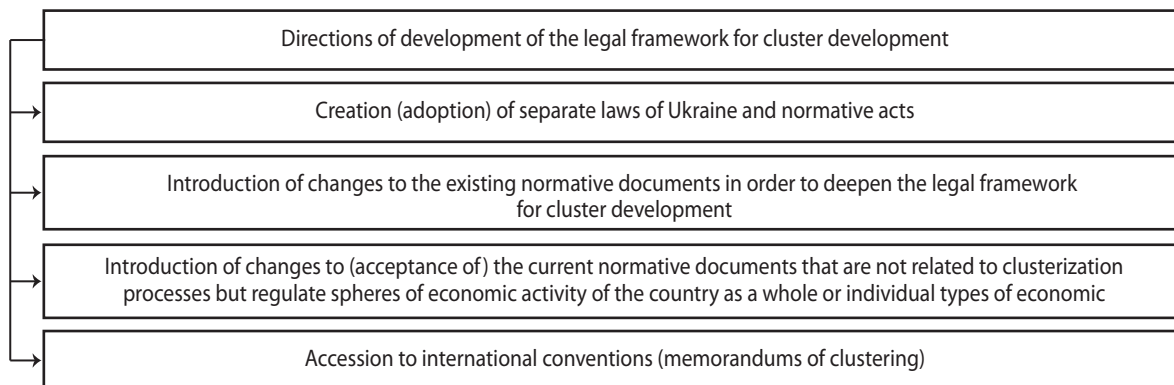 Directions of development of the legal framework for cluster development
Creation (adoption) of separate laws of Ukraine and normative acts
Introduction of changes to the existing normative documents in order to deepen the legal framework
for cluster development
Introduction of changes to (acceptance of) the current normative documents that are not related to clusterization
processes but regulate spheres of economic activity of the country as a whole or individual types of economic
Accession to international conventions (memorandums of clustering)